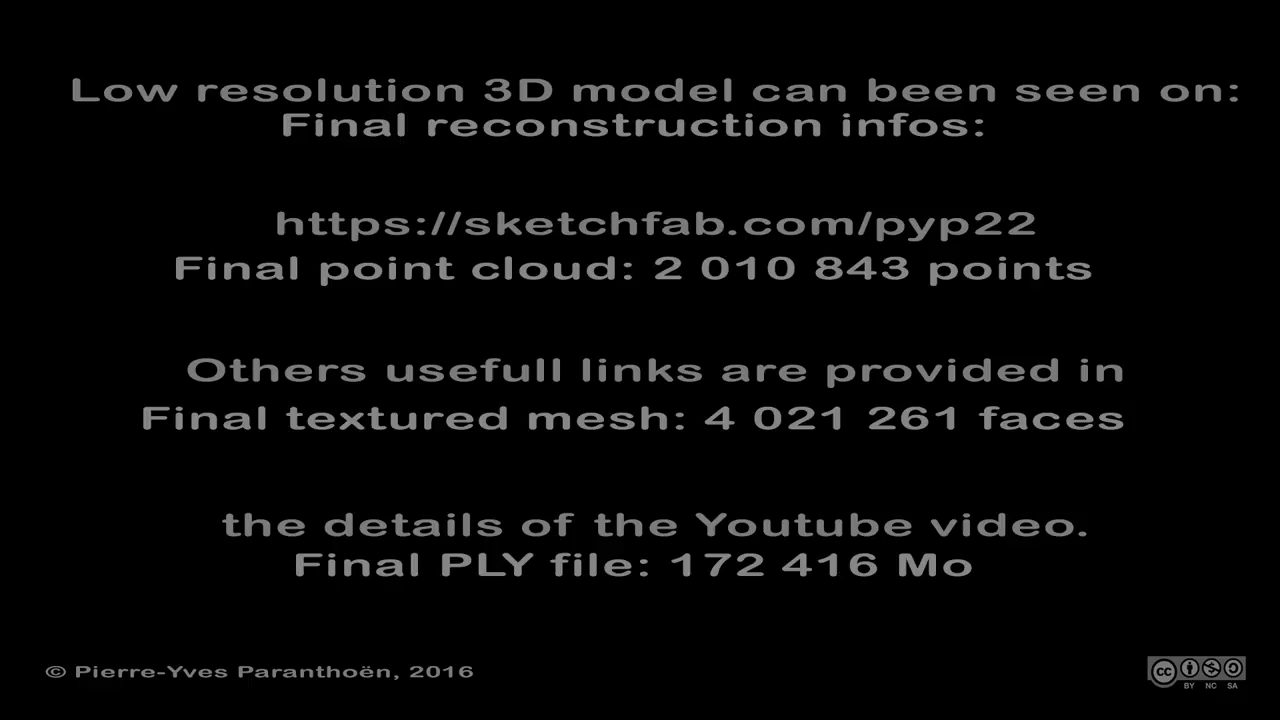 Low resolution 3D model can been seen on:
Final reconstruction infos:
https://sketchfab.com/pyp22
Final point cloud: 2 010 843 points
Others usefull links are provided in
Final textured mesh: 4 021 261 faces
the details of the Youtube video.
Final PLY file: 172 416 Mo
© Pierre-Yves Paranthoën, 2016
cc
BY NC SA